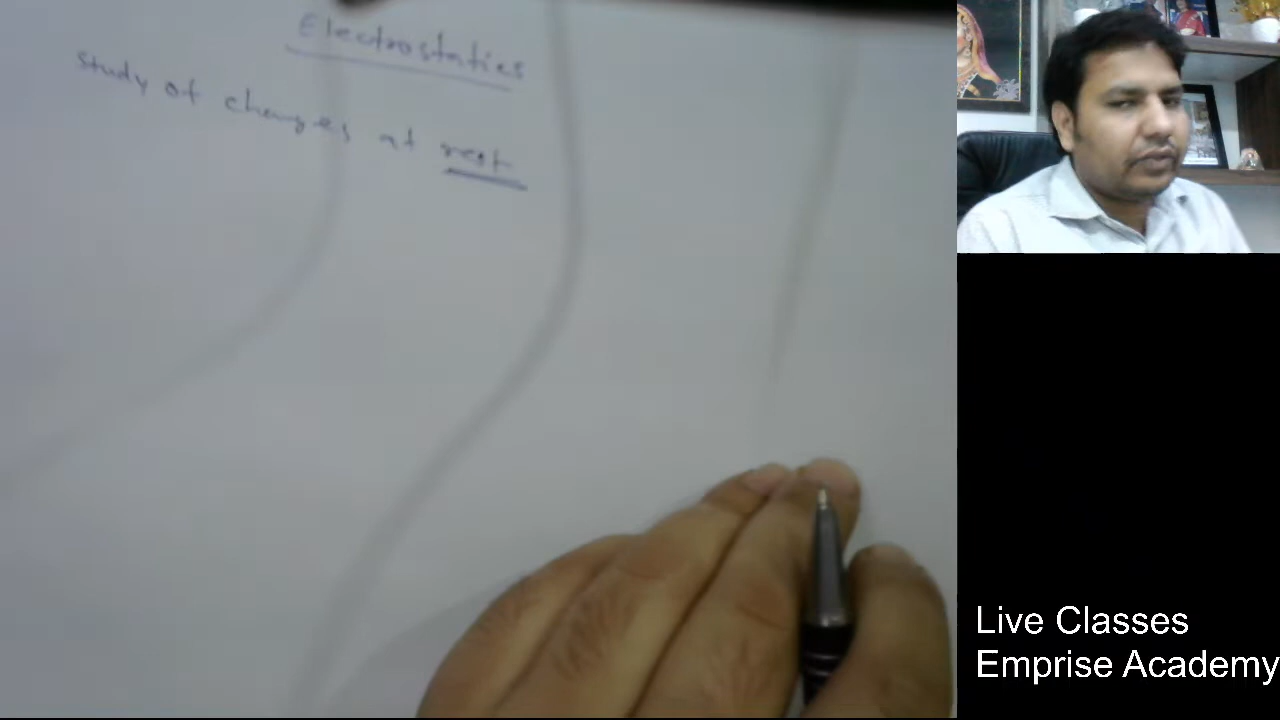 Electrostatics
Study of charges at rest
Live Classes
Emprise Academy